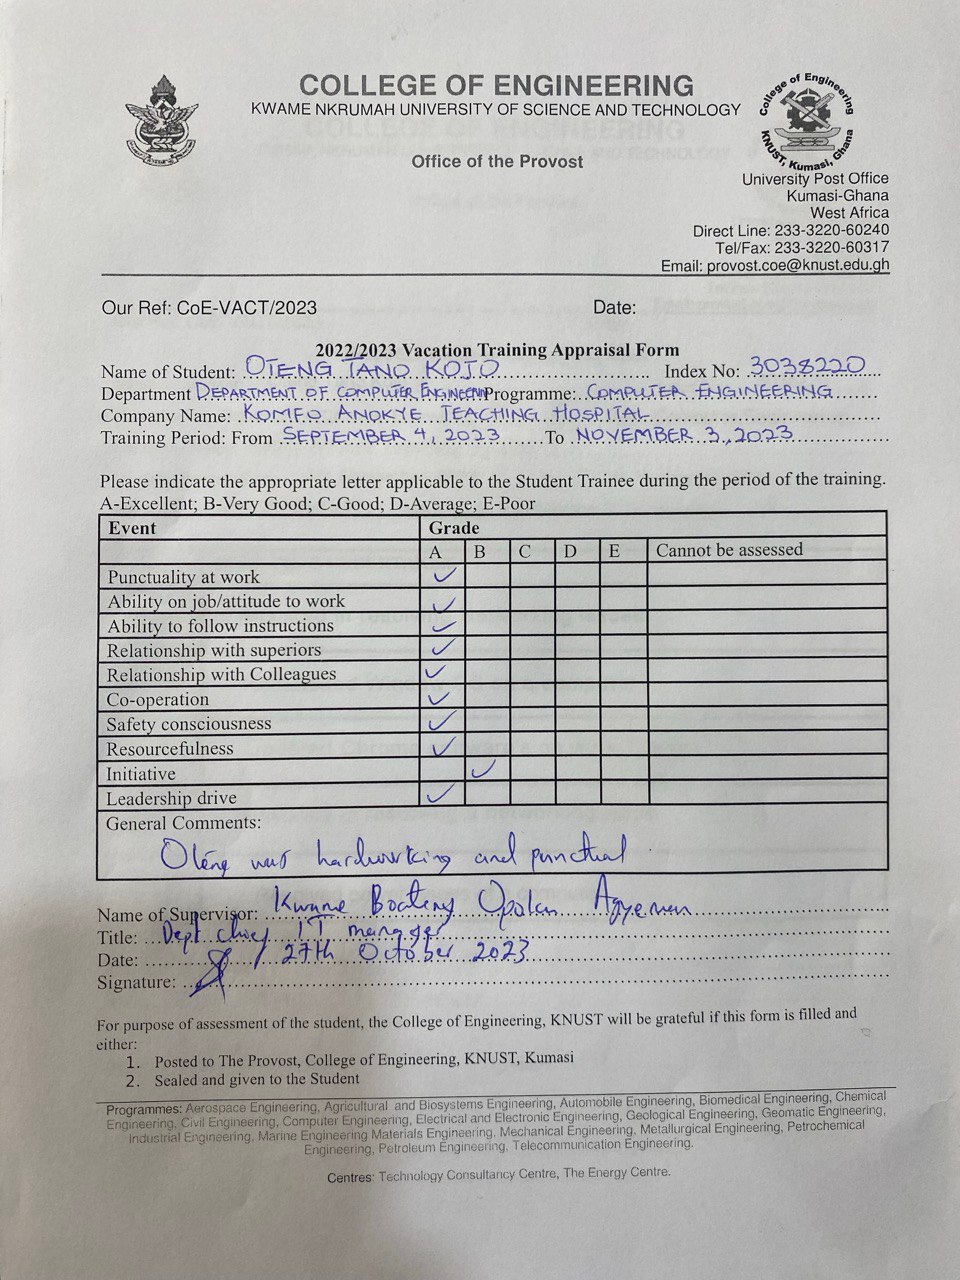 COLLEGE OF ENGINEERING
KWAME NKRUMAH UNIVERSITY OF SCIENCE AND TECHNOLOGY
College of Engineering
KNUST, Kumasi, Ghana
Office of the Provost
University Post Office
Kumasi-Ghana
West Africa
Direct Line: 233-3220-60240
Tel/Fax: 233-3220-60317
Email: provost.coe@knust.edu.gh
Our Ref: CoE-VACT/2023 Date:
2022/2023 Vacation Training Appraisal Form
Name of Student: OTENG TANO KOJO Index No: 3038220
Department DEPARTMENT OF COMPUTER ENGINEERIN Programme: COMPUTER ENGINEERING
Company Name: KOMFO ANOKYE TEACHING HOSPITAL
Training Period: From SEPTEMBER 4, 2023 To NOVEMBER 3, 2023
Please indicate the appropriate letter applicable to the Student Trainee during the period of the training.
A-Excellent; B-Very Good; C-Good; D-Average; E-Poor
Event Grade
A B C D E Cannot be assessed
Punctuality at work ✓
Ability on job/attitude to work ✓
Ability to follow instructions ✓
Relationship with superiors ✓
Relationship with Colleagues ✓
Co-operation ✓
Safety consciousness ✓
Resourcefulness ✓
Initiative ✓
Leadership drive ✓
General Comments:
Oteng was hardworking and punctual
Name of Supervisor: Kwame Boateng Agyeman
Title: Dept chief IT manager
Date: 27th October 2023
Signature:
For purpose of assessment of the student, the College of Engineering, KNUST will be grateful if this form is filled and
either:
1. Posted to The Provost, College of Engineering, KNUST, Kumasi
2. Sealed and given to the Student
Programmes: Aerospace Engineering, Agricultural and Biosystems Engineering, Automobile Engineering, Biomedical Engineering, Chemical
Engineering, Civil Engineering, Computer Engineering, Electrical and Electronic Engineering, Geological Engineering, Geomatic Engineering,
Industrial Engineering, Marine Engineering Materials Engineering, Mechanical Engineering, Metallurgical Engineering, Petrochemical
Engineering, Petroleum Engineering, Telecommunication Engineering.
Centres: Technology Consultancy Centre, The Energy Centre.